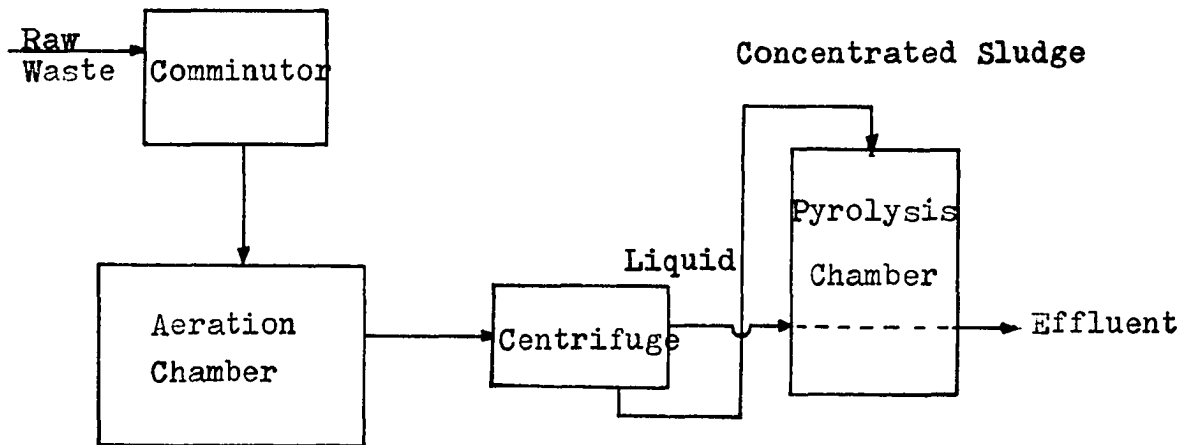 Raw
Waste
Comminutor
Concentrated Sludge
Pyrolysis
Chamber
Liquid
Aeration
Chamber
Centrifuge
Effluent